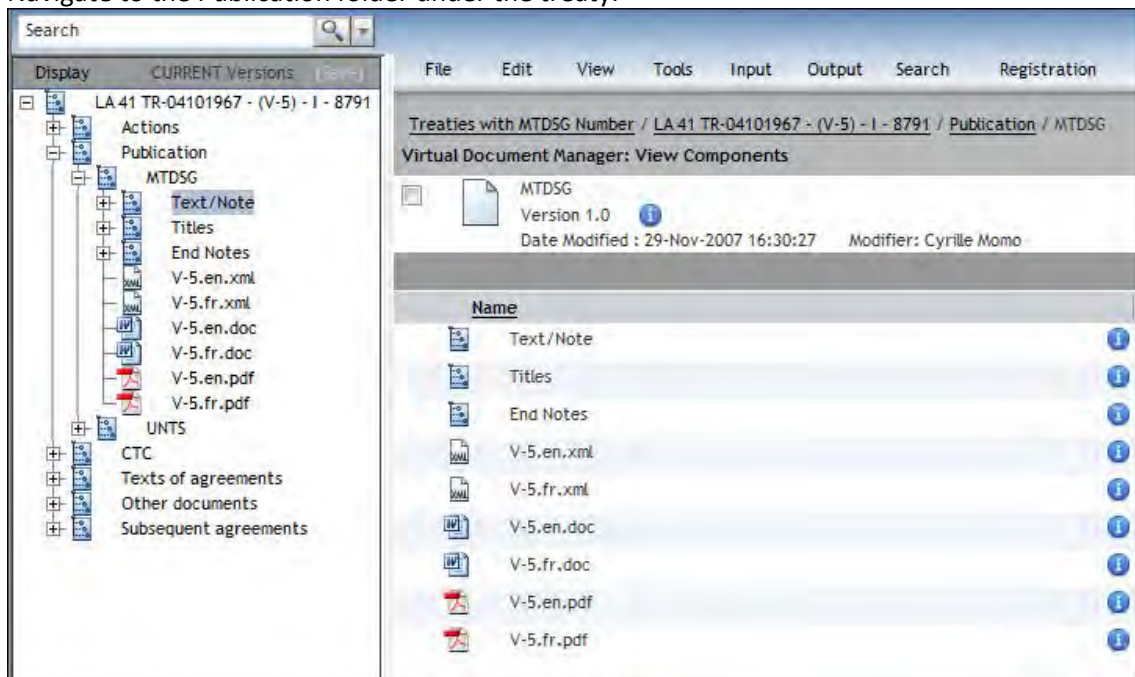 Navigate to the Publication folder under the treaty.
Search
Display CURRENT Versions
LA 41 TR-04101967 - (V-5) - I - 8791
Actions
Publication
MTDSG
Text/Note
Titles
End Notes
V-5.en.xml
V-5.fr.xml
V-5.en.doc
V-5.fr.doc
V-5.en.pdf
V-5.fr.pdf
UNTS
CTC
Texts of agreements
Other documents
Subsequent agreements
File Edit View Tools Input Output Search Registration
Treaties with MTDSG Number / LA 41 TR-04101967 - (V-5) - I - 8791 / Publication / MTDSG
Virtual Document Manager: View Components
MTDSG
Version 1.0
Date Modified : 29-Nov-2007 16:30:27 Modifier: Cyrille Momo
Name
Text/Note
Titles
End Notes
V-5.en.xml
V-5.fr.xml
V-5.en.doc
V-5.fr.doc
V-5.en.pdf
V-5.fr.pdf